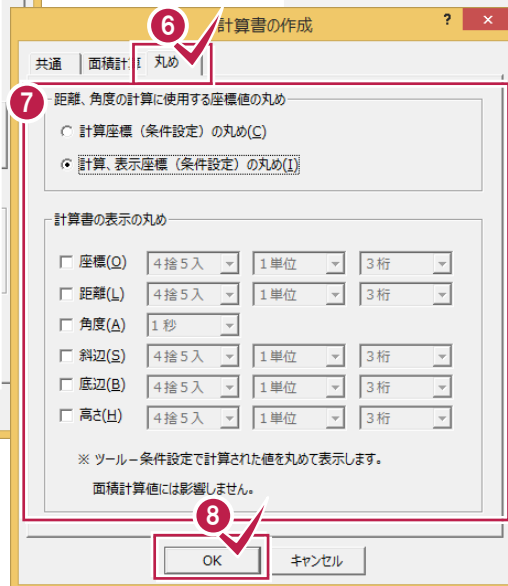 6
計算書の作成
?
×
共通
面積計算
丸め
7
距離、角度の計算に使用する座標値の丸め
計算座標（条件設定）の丸め(C)
計算、表示座標（条件設定）の丸め(I)
計算書の表示の丸め
座標(O) 4捨5入 1単位 3桁
距離(L) 4捨5入 1単位 3桁
角度(A) 1秒
斜辺(S) 4捨5入 1単位 3桁
底辺(B) 4捨5入 1単位 3桁
高さ(H) 4捨5入 1単位 3桁
※ ツール－条件設定で計算された値を丸めて表示します。
面積計算値には影響しません。
8
OK
キャンセル